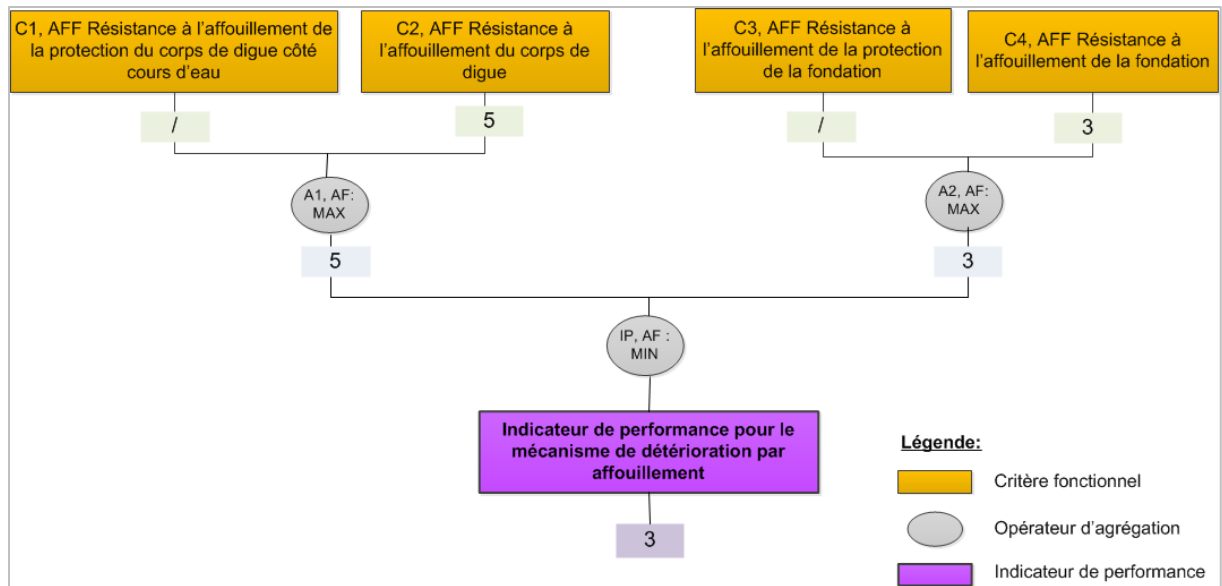 C1, AFF Résistance à l'affouillement de
la protection du corps de digue côté
cours d'eau
C2, AFF Résistance à
l'affouillement du corps de
digue
C3, AFF Résistance à
l'affouillement de la protection
de la fondation
C4, AFF Résistance à
l'affouillement de la fondation
/
5
/
3
A1, AF:
MAX
A2, AF:
MAX
5
3
IP, AF :
MIN
Indicateur de performance pour le
mécanisme de détérioration par
affouillement
3
Légende:
Critère fonctionnel
Opérateur d'agrégation
Indicateur de performance